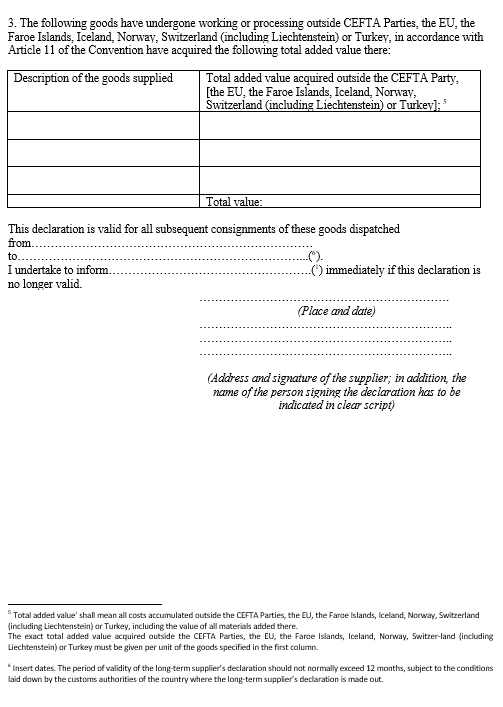 3. The following goods have undergone working or processing outside CEFTA Parties, the EU, the
Faroe Islands, Iceland, Norway, Switzerland (including Liechtenstein) or Turkey, in accordance with
Article 11 of the Convention have acquired the following total added value there:
Description of the goods supplied
Total added value acquired outside the CEFTA Party,
[the EU, the Faroe Islands, Iceland, Norway,
Switzerland (including Liechtenstein) or Turkey]; 5
Total value:
This declaration is valid for all subsequent consignments of these goods dispatched
from……………………………………………………………
to……………………………………………………………...(6).
I undertake to inform……………………………………………(1) immediately if this declaration is
no longer valid.
……………………………………………………….
(Place and date)
………………………………………………………..
………………………………………………………..
………………………………………………………..
(Address and signature of the supplier; in addition, the
name of the person signing the declaration has to be
indicated in clear script)
5 Total added value' shall mean all costs accumulated outside the CEFTA Parties, the EU, the Faroe Islands, Iceland, Norway, Switzerland
(including Liechtenstein) or Turkey, including the value of all materials added there.
The exact total added value acquired outside the CEFTA Parties, the EU, the Faroe Islands, Iceland, Norway, Switzer-land (including
Liechtenstein) or Turkey must be given per unit of the goods specified in the first column.
6 Insert dates. The period of validity of the long-term supplier's declaration should not normally exceed 12 months, subject to the conditions
laid down by the customs authorities of the country where the long-term supplier's declaration is made out.